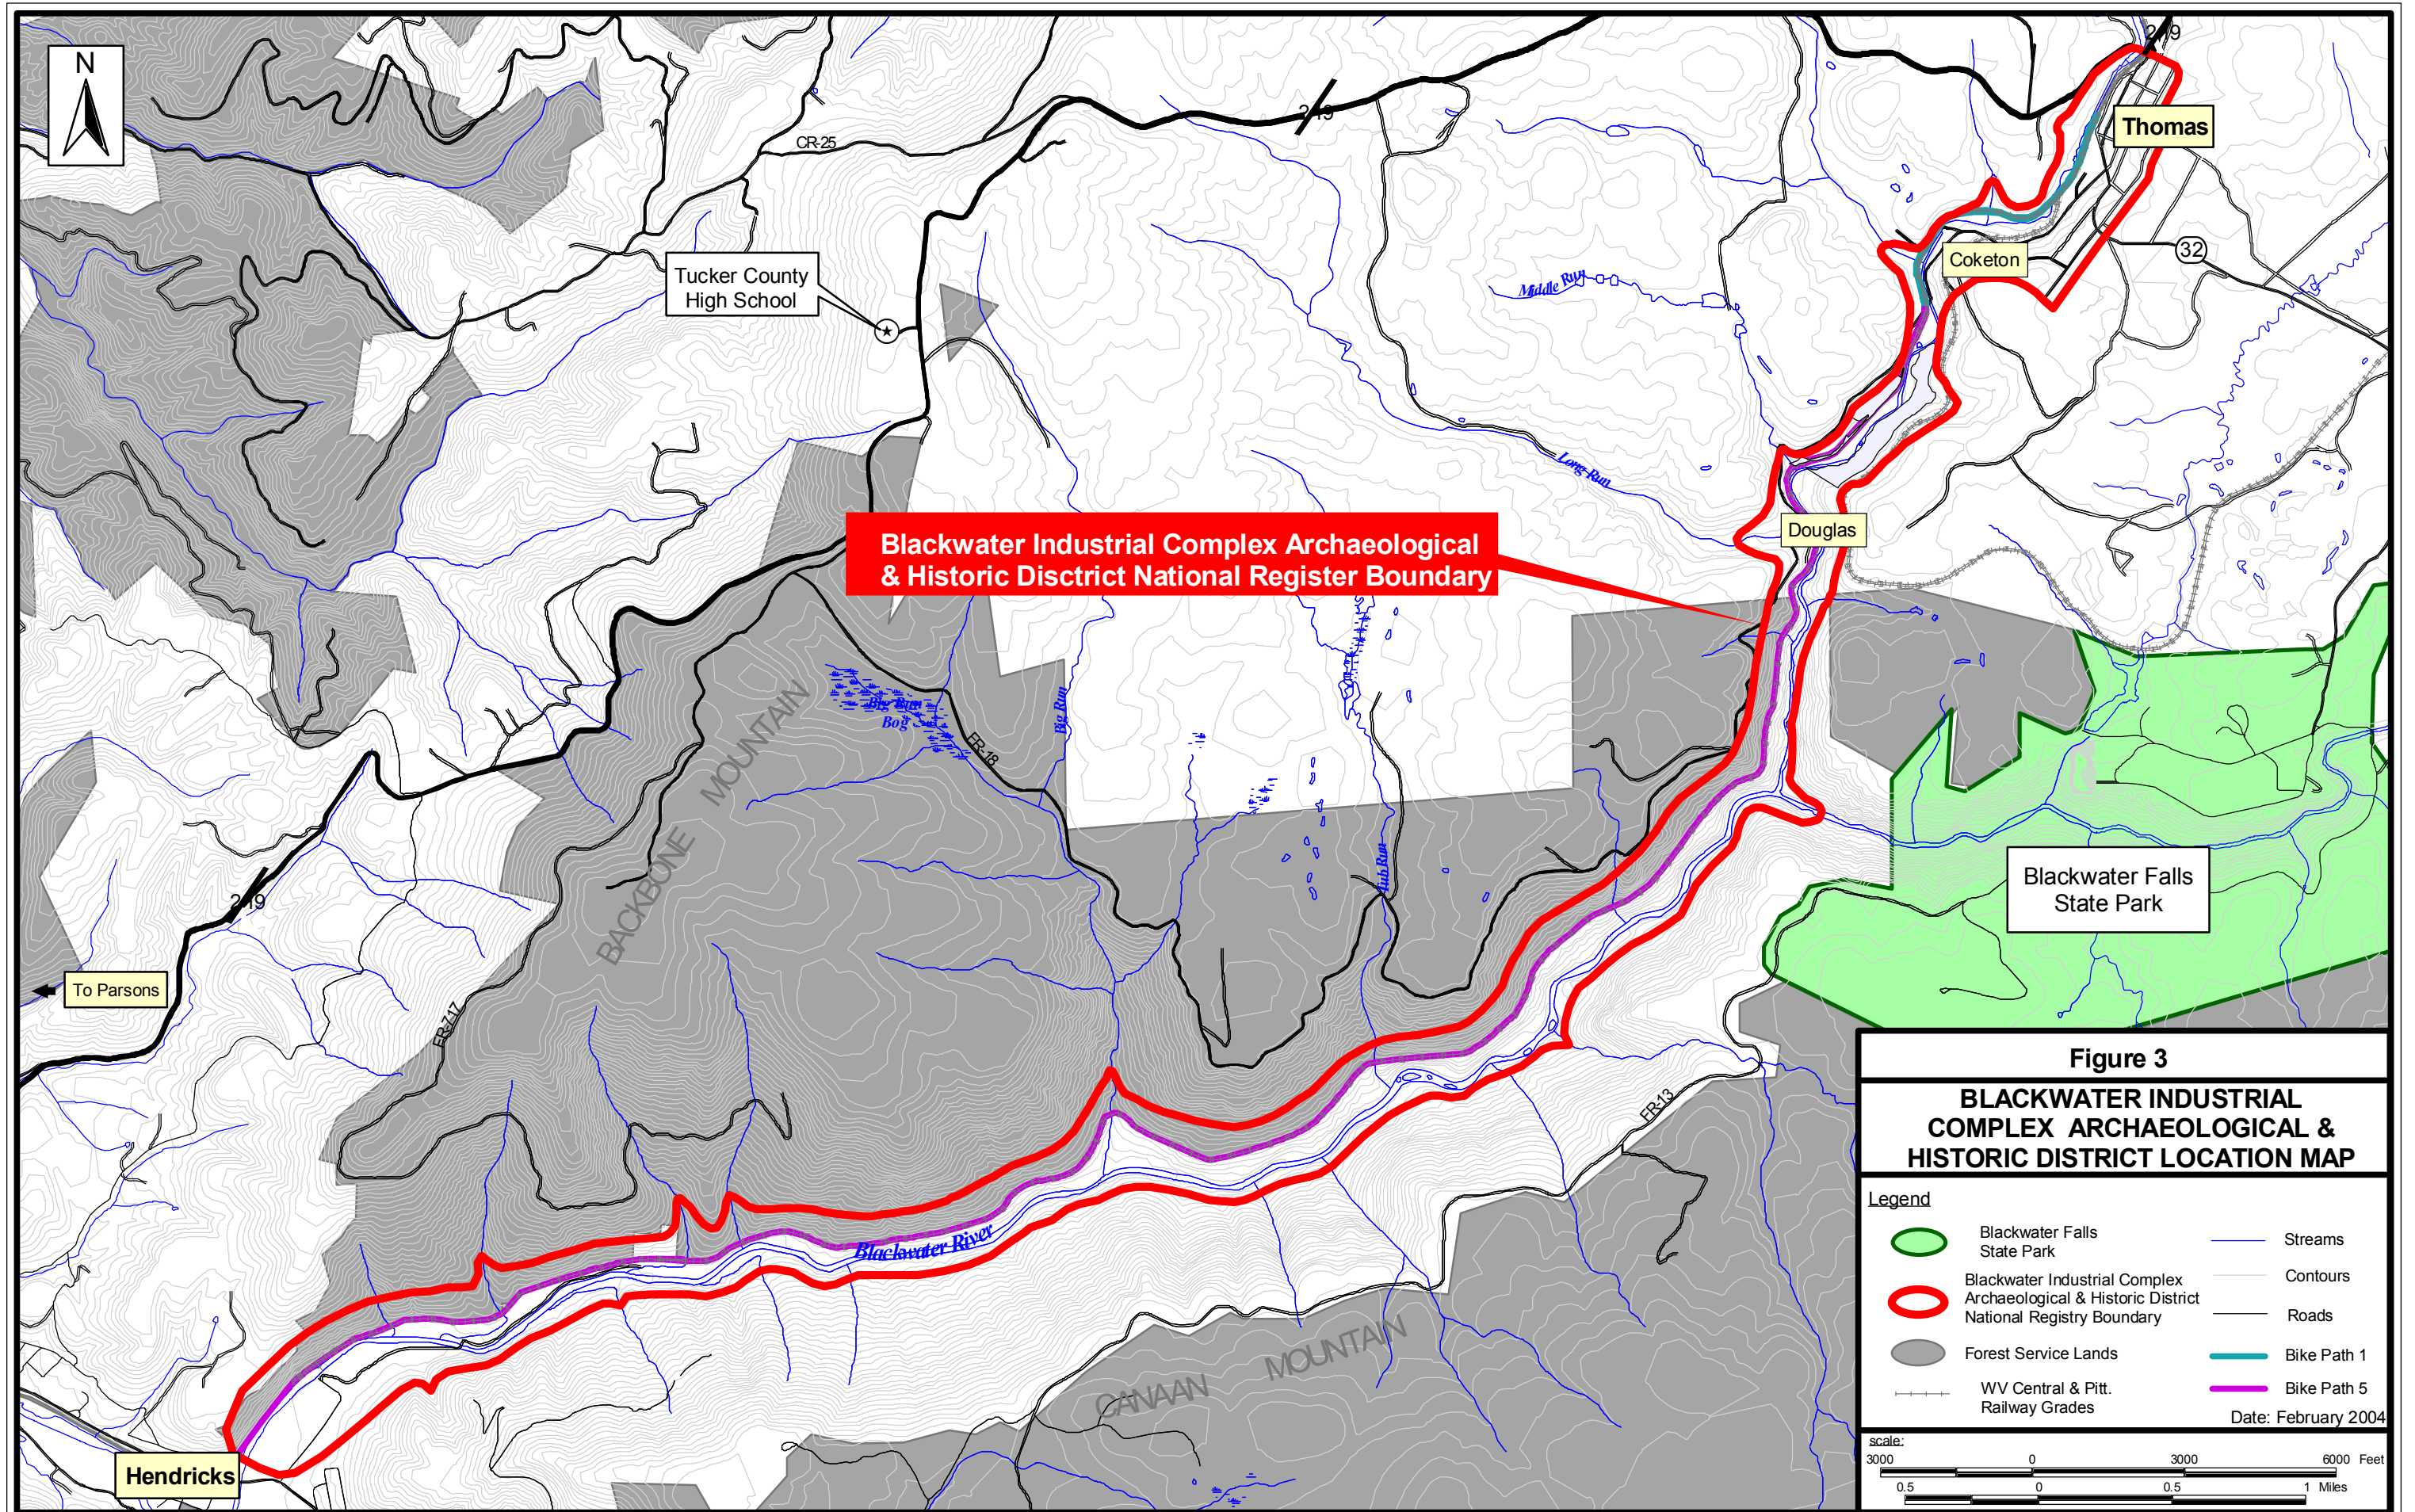 N
219
Thomas
219
CR-25
32
Coketon
Tucker County
High School
Middle Run
Long Run
Blackwater Industrial Complex Archaeological
& Historic Disctrict National Register Boundary
Douglas
BACKBONE MOUNTAIN
Big Run
Bog
Big Run
FR-18
Tub Run
219
Blackwater Falls
State Park
To Parsons
FR-717
FR-13
Blackwater River
CANAAN MOUNTAIN
Hendricks
Figure 3
BLACKWATER INDUSTRIAL
COMPLEX ARCHAEOLOGICAL &
HISTORIC DISTRICT LOCATION MAP
Legend
Blackwater Falls
State Park
Blackwater Industrial Complex
Archaeological & Historic District
National Registry Boundary
Forest Service Lands
WV Central & Pitt.
Railway Grades
Streams
Contours
Roads
Bike Path 1
Bike Path 5
Date: February 2004
scale:
3000 0 3000 6000 Feet
0.5 0 0.5 1 Miles